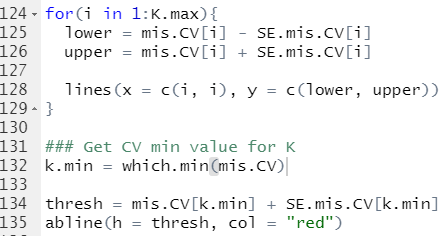 124 for(i in 1:K.max){
125 lower = mis.CV[i] - SE.mis.CV[i]
126 upper = mis.CV[i] + SE.mis.CV[i]
127
128 lines(x = c(i, i), y = c(lower, upper))
129 }
130
131 ### Get CV min value for K
132 k.min = which.min(mis.CV)
133
134 thresh = mis.CV[k.min] + SE.mis.CV[k.min]
135 abline(h = thresh, col = "red")